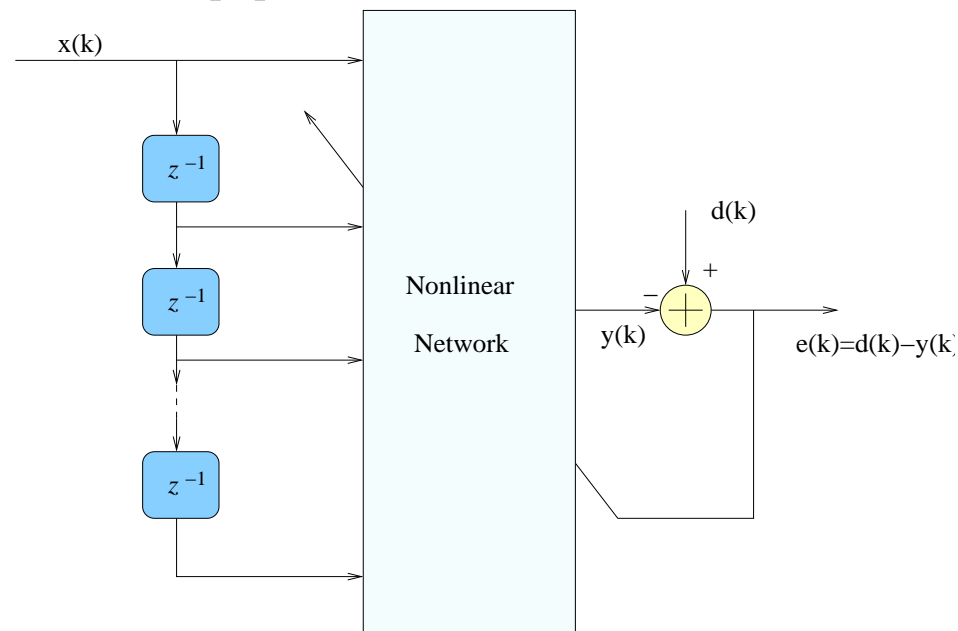 x(k)
z⁻¹
d(k)
+
z⁻¹
Nonlinear
−
Network
y(k)
e(k)=d(k)−y(k)
z⁻¹